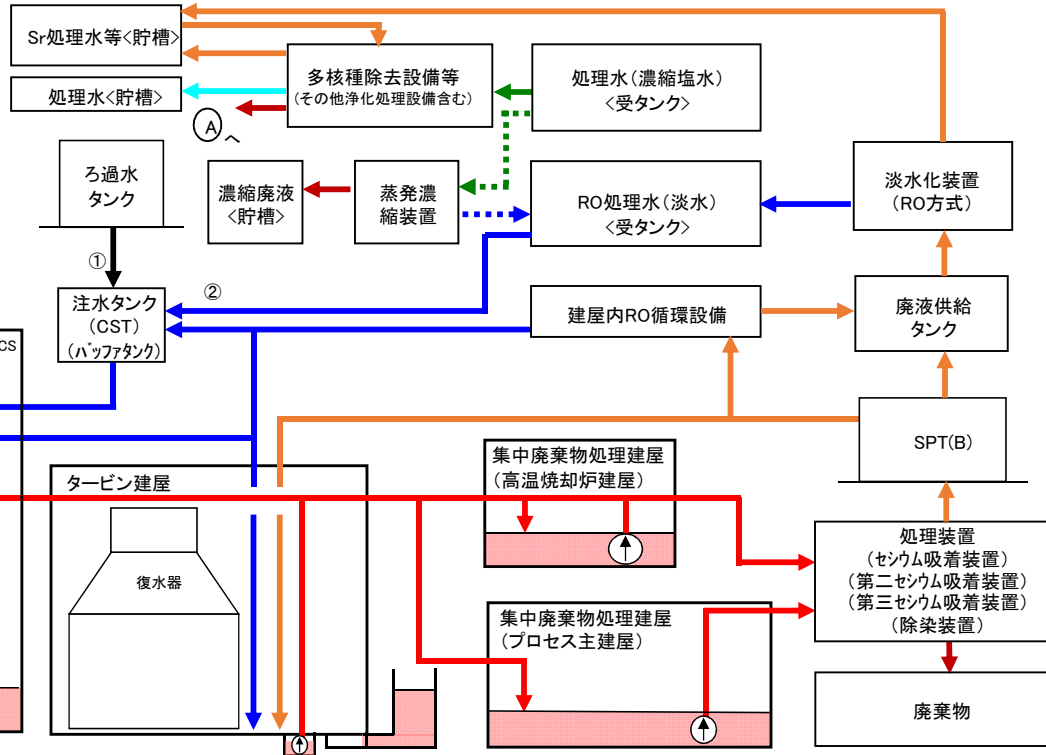 Sr処理水等<貯槽>
処理水<貯槽>
多核種除去設備等
(その他浄化処理設備含む)
処理水(濃縮塩水)
<受タンク>
A
へ
ろ過水
タンク
濃縮廃液
<貯槽>
蒸発濃
縮装置
RO処理水(淡水)
<受タンク>
淡水化装置
(RO方式)
①
②
注水タンク
(CST)
(ﾊﾞｯﾌｧﾀﾝｸ)
建屋内RO循環設備
廃液供給
タンク
CS
SPT(B)
タービン建屋
復水器
集中廃棄物処理建屋
(高温焼却炉建屋)
処理装置
(セシウム吸着装置)
(第二セシウム吸着装置)
(第三セシウム吸着装置)
(除染装置)
集中廃棄物処理建屋
(プロセス主建屋)
廃棄物